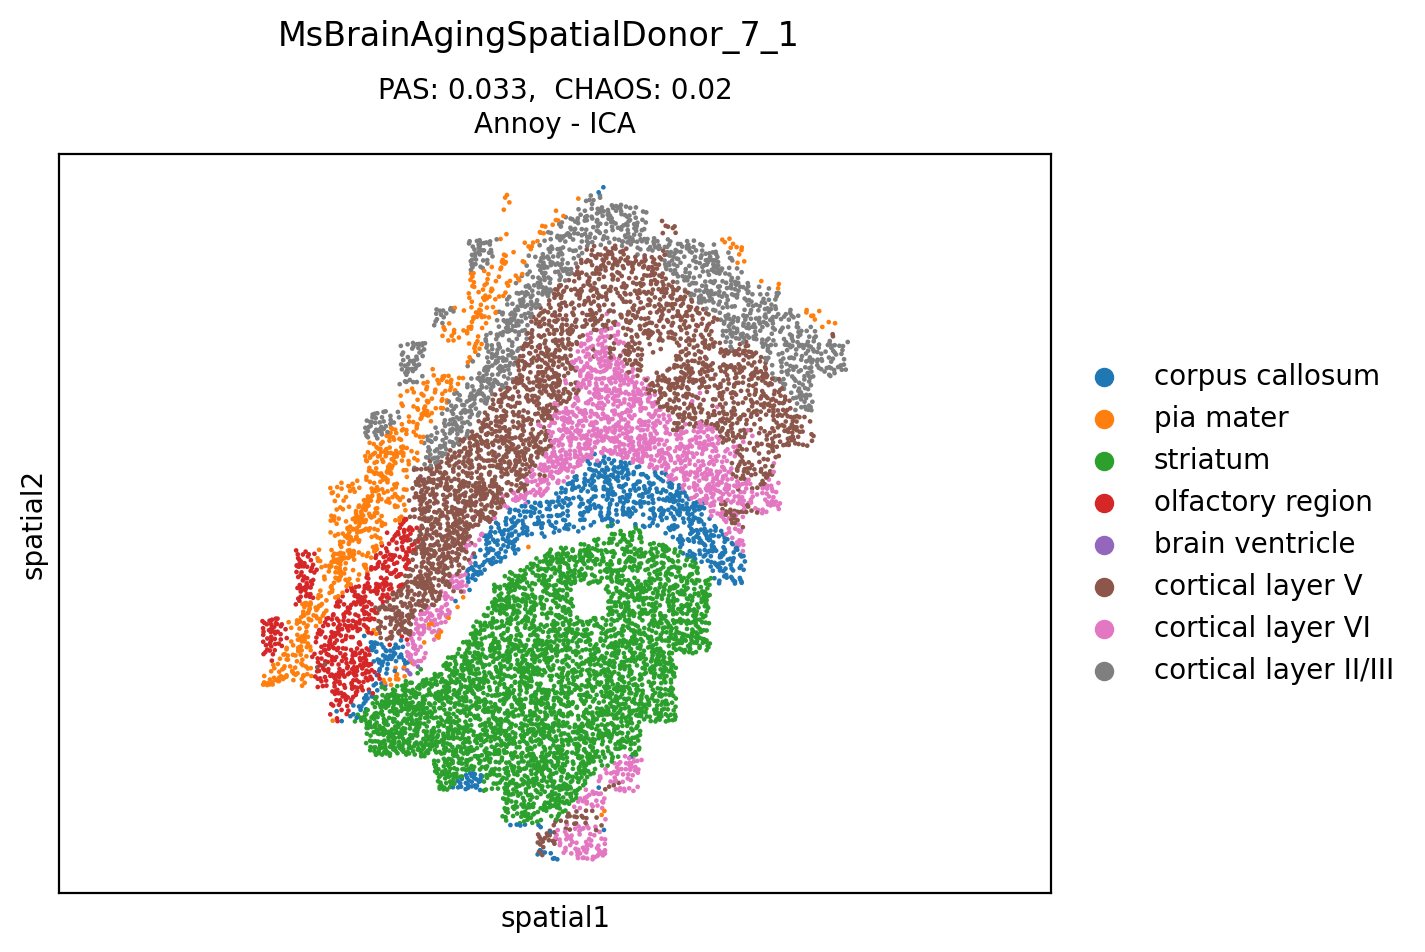 MsBrainAgingSpatialDonor_7_1
PAS: 0.033,  CHAOS: 0.02
Annoy - ICA
spatial2
corpus callosum
pia mater
striatum
olfactory region
brain ventricle
cortical layer V
cortical layer VI
cortical layer II/III
spatial1